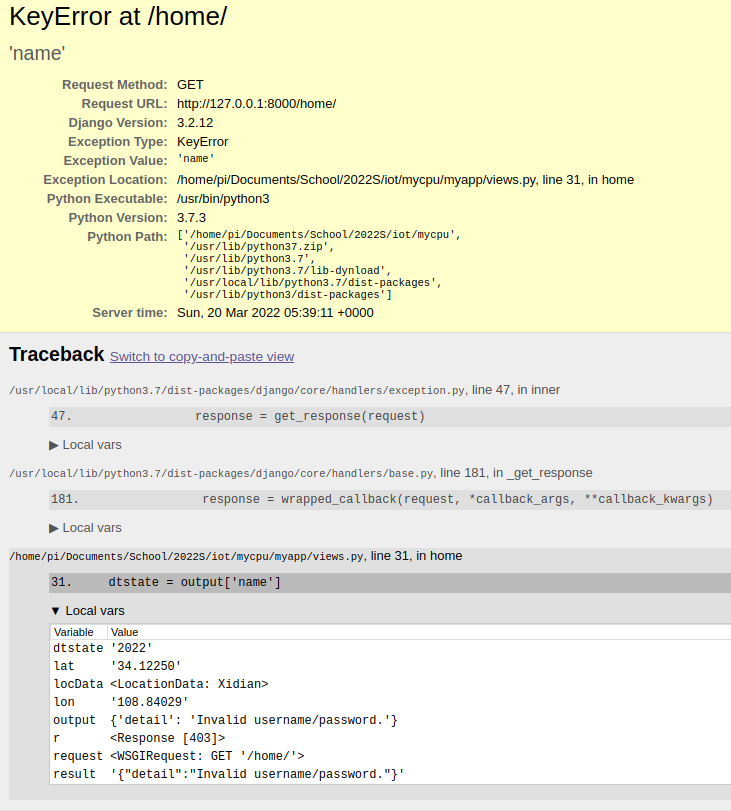 KeyError at /home/
'name'
Request Method: GET
Request URL: http://127.0.0.1:8000/home/
Django Version: 3.2.12
Exception Type: KeyError
Exception Value: 'name'
Exception Location: /home/pi/Documents/School/2022S/iot/mycpu/myapp/views.py, line 31, in home
Python Executable: /usr/bin/python3
Python Version: 3.7.3
Python Path: ['/home/pi/Documents/School/2022S/iot/mycpu',
'/usr/lib/python37.zip',
'/usr/lib/python3.7',
'/usr/lib/python3.7/lib-dynload',
'/usr/local/lib/python3.7/dist-packages',
'/usr/lib/python3/dist-packages']
Server time: Sun, 20 Mar 2022 05:39:11 +0000
Traceback Switch to copy-and-paste view
/usr/local/lib/python3.7/dist-packages/django/core/handlers/exception.py, line 47, in inner
47. response = get_response(request)
▶ Local vars
/usr/local/lib/python3.7/dist-packages/django/core/handlers/base.py, line 181, in _get_response
181. response = wrapped_callback(request, *callback_args, **callback_kwargs)
▶ Local vars
/home/pi/Documents/School/2022S/iot/mycpu/myapp/views.py, line 31, in home
31. dtstate = output['name']
▼ Local vars
Variable Value
dtstate '2022'
lat '34.12250'
locData <LocationData: Xidian>
lon '108.84029'
output {'detail': 'Invalid username/password.'}
r <Response [403]>
request <WSGIRequest: GET '/home/'>
result '{"detail":"Invalid username/password."}'